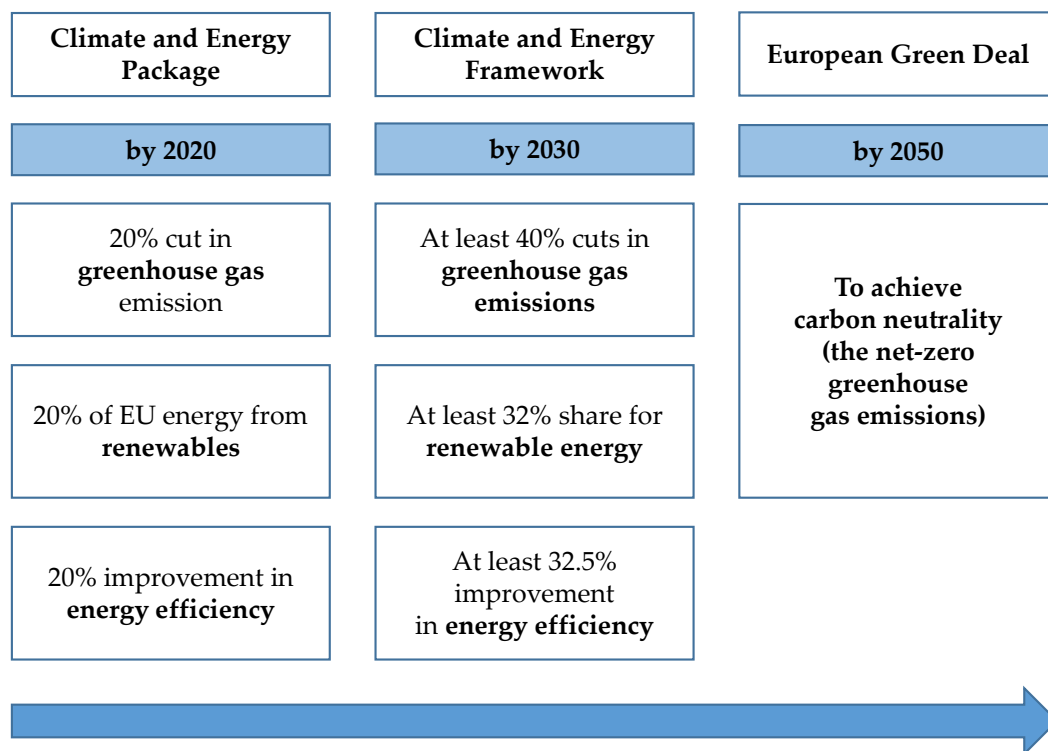 Climate and Energy
Package
by 2020
20% cut in
greenhouse gas
emission
20% of EU energy from
renewables
20% improvement in
energy efficiency
Climate and Energy
Framework
by 2030
At least 40% cuts in
greenhouse gas
emissions
At least 32% share for
renewable energy
At least 32.5%
improvement
in energy efficiency
European Green Deal
by 2050
To achieve
carbon neutrality
(the net-zero
greenhouse
gas emissions)